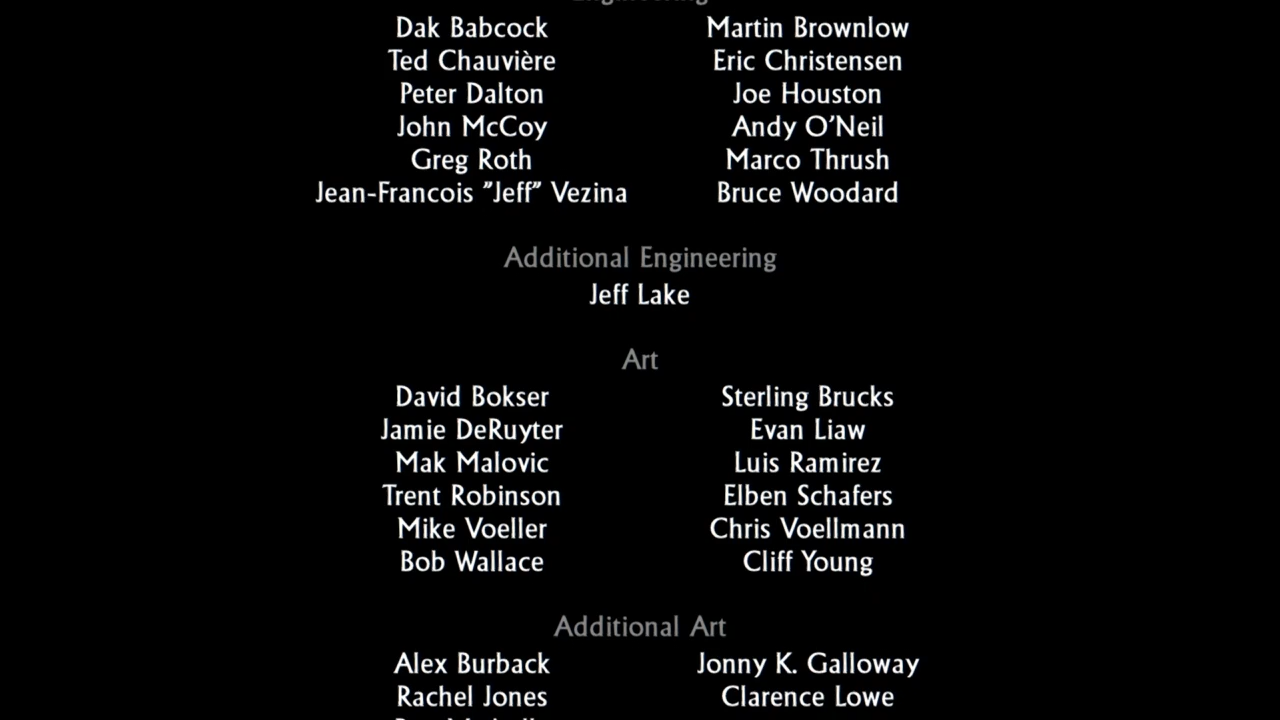 Engineering
Dak Babcock Martin Brownlow
Ted Chauvière Eric Christensen
Peter Dalton Joe Houston
John McCoy Andy O’Neil
Greg Roth Marco Thrush
Jean-Francois ”Jeff” Vezina Bruce Woodard
Additional Engineering
Jeff Lake
Art
David Bokser Sterling Brucks
Jamie DeRuyter Evan Liaw
Mak Malovic Luis Ramirez
Trent Robinson Elben Schafers
Mike Voeller Chris Voellmann
Bob Wallace Cliff Young
Additional Art
Alex Burback Jonny K. Galloway
Rachel Jones Clarence Lowe